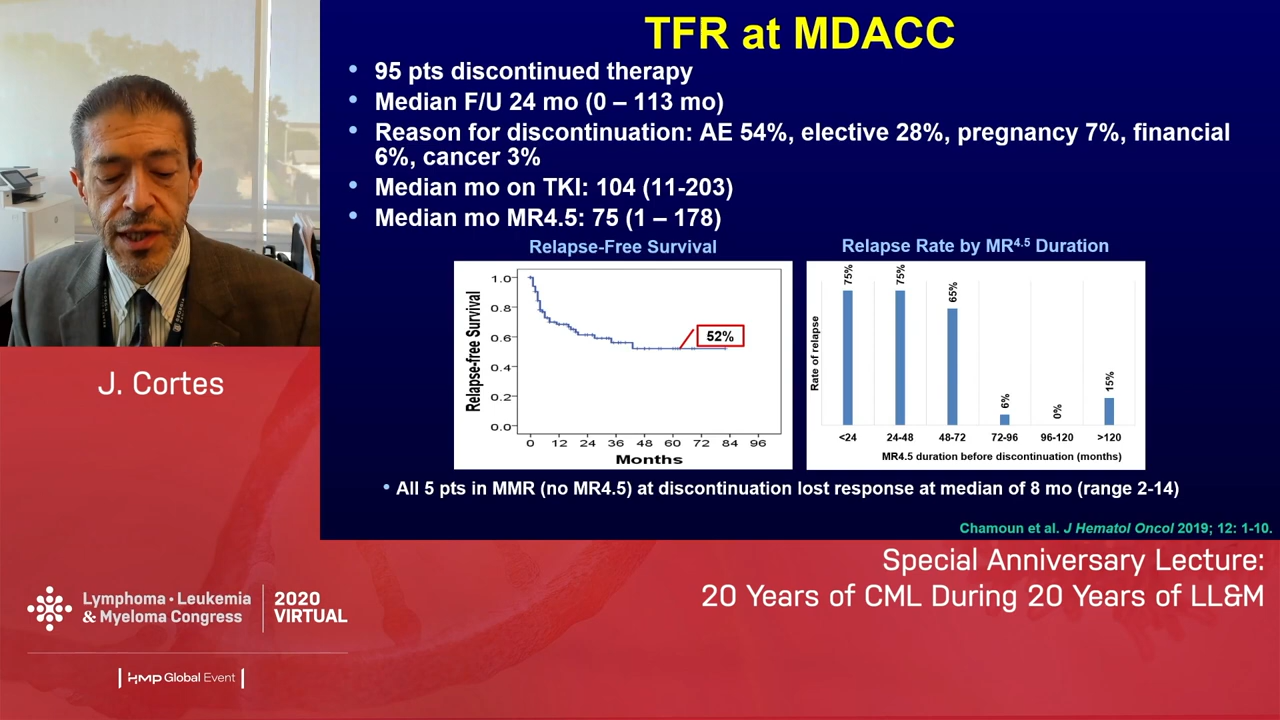 TFR at MDACC
• 95 pts discontinued therapy
• Median F/U 24 mo (0 – 113 mo)
• Reason for discontinuation: AE 54%, elective 28%, pregnancy 7%, financial
6%, cancer 3%
• Median mo on TKI: 104 (11-203)
• Median mo MR4.5: 75 (1 – 178)
Relapse-Free Survival
Relapse-free Survival
1.0
0.8
0.6
0.4
0.2
0.0
52%
0 12 24 36 48 60 72 84 96
Months
Relapse Rate by MR4.5 Duration
Rate of relapse
75%
75%
65%
6%
0%
15%
<24 24-48 48-72 72-96 96-120 >120
MR4.5 duration before discontinuation (months)
• All 5 pts in MMR (no MR4.5) at discontinuation lost response at median of 8 mo (range 2-14)
Chamoun et al. J Hematol Oncol 2019; 12: 1-10.
J. Cortes
Special Anniversary Lecture:
20 Years of CML During 20 Years of LL&M
Lymphoma • Leukemia
& Myeloma Congress
2020
VIRTUAL
HMP Global Event